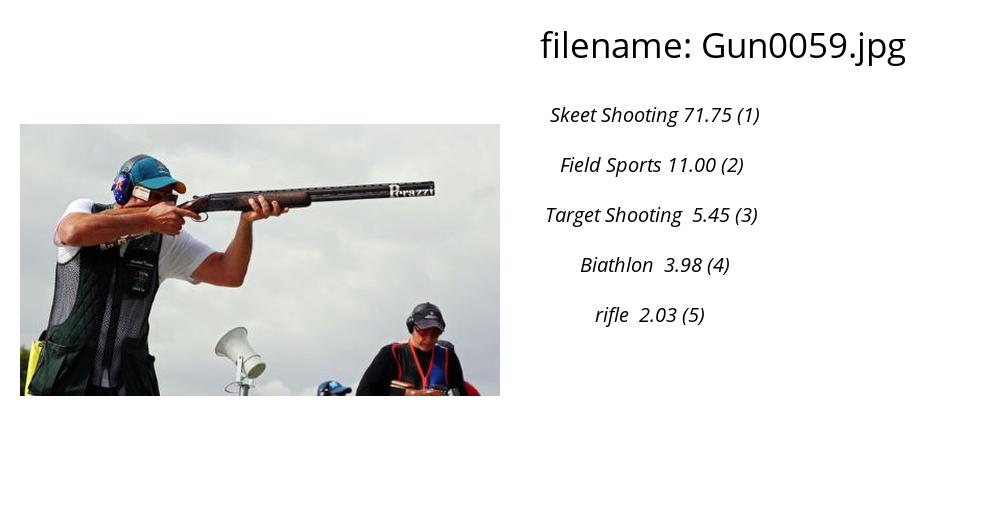 filename: Gun0059.jpg
Skeet Shooting 71.75 (1)
Field Sports 11.00 (2)
Target Shooting 5.45 (3)
Biathlon 3.98 (4)
rifle 2.03 (5)
Perazzi